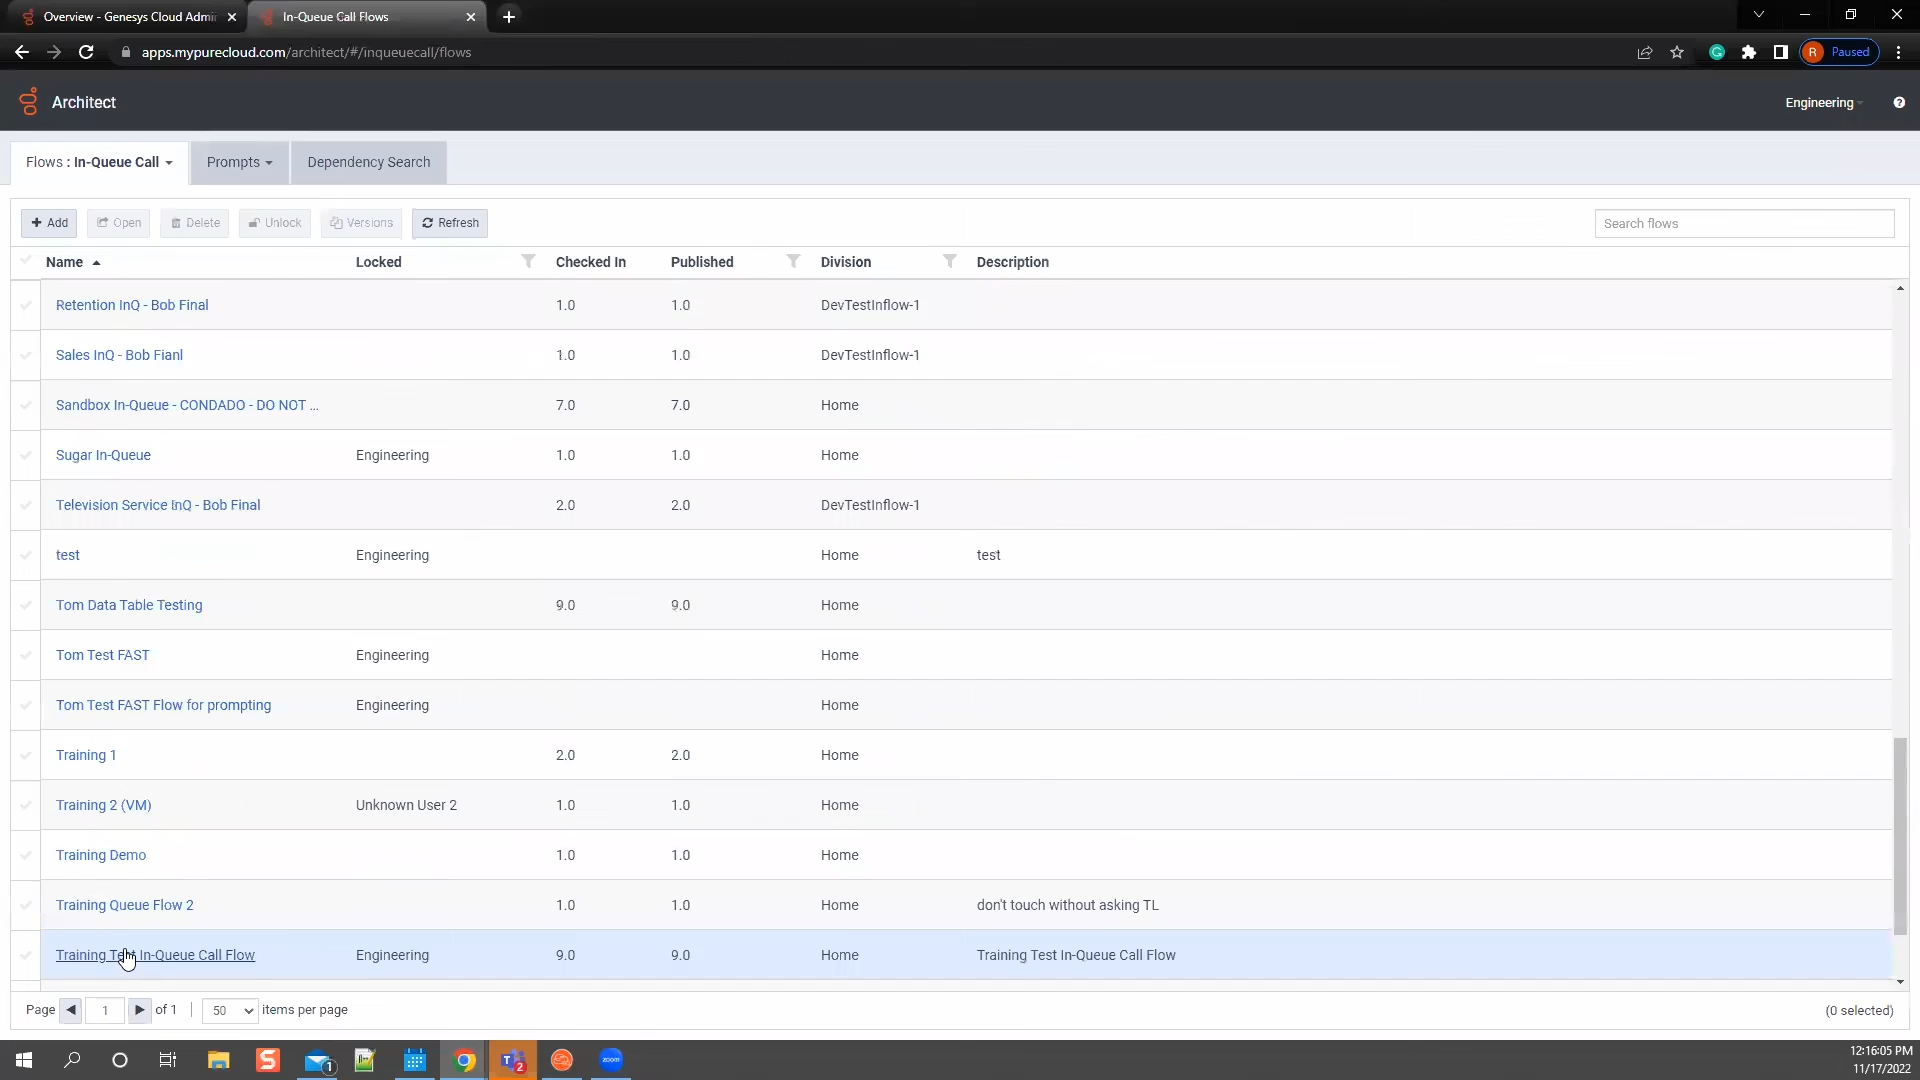 Overview - Genesys Cloud Admi
In-Queue Call Flows
apps.mypurecloud.com/architect/#/inqueuecall/flows
R Paused
Architect
Engineering
Flows : In-Queue Call
Prompts
Dependency Search
Add
Open
Delete
Unlock
Versions
Refresh
Search flows
Name Locked Checked In Published Division Description
Retention InQ - Bob Final 1.0 1.0 DevTestInflow-1
Sales InQ - Bob Fianl 1.0 1.0 DevTestInflow-1
Sandbox In-Queue - CONDADO - DO NOT ... 7.0 7.0 Home
Sugar In-Queue Engineering 1.0 1.0 Home
Television Service InQ - Bob Final 2.0 2.0 DevTestInflow-1
test Engineering Home test
Tom Data Table Testing 9.0 9.0 Home
Tom Test FAST Engineering Home
Tom Test FAST Flow for prompting Engineering Home
Training 1 2.0 2.0 Home
Training 2 (VM) Unknown User 2 1.0 1.0 Home
Training Demo 1.0 1.0 Home
Training Queue Flow 2 1.0 1.0 Home don't touch without asking TL
Training Test In-Queue Call Flow Engineering 9.0 9.0 Home Training Test In-Queue Call Flow
Page 1 of 1 | 50 items per page
(0 selected)
S
1
T
2
zoom
12:16:05 PM
11/17/2022